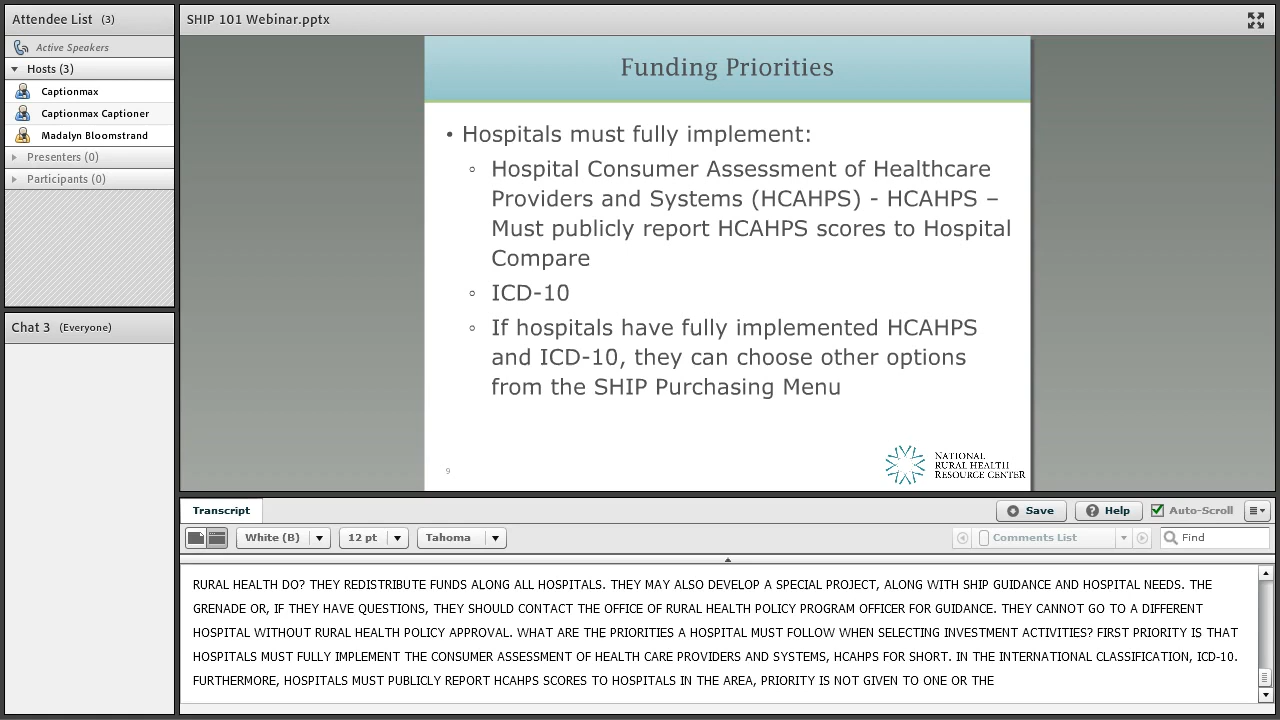 Attendee List (3)
Active Speakers
Hosts (3)
Captionmax
Captionmax Captioner
Madalyn Bloomstrand
Presenters (0)
Participants (0)
Chat 3 (Everyone)
SHIP 101 Webinar.pptx
Funding Priorities
• Hospitals must fully implement:
◦ Hospital Consumer Assessment of Healthcare
Providers and Systems (HCAHPS) - HCAHPS –
Must publicly report HCAHPS scores to Hospital
Compare
◦ ICD-10
◦ If hospitals have fully implemented HCAHPS
and ICD-10, they can choose other options
from the SHIP Purchasing Menu
9
NATIONAL
RURAL HEALTH
RESOURCE CENTER
Transcript
Save
Help
Auto-Scroll
White (B)
12 pt
Tahoma
Comments List
Find
RURAL HEALTH DO? THEY REDISTRIBUTE FUNDS ALONG ALL HOSPITALS. THEY MAY ALSO DEVELOP A SPECIAL PROJECT, ALONG WITH SHIP GUIDANCE AND HOSPITAL NEEDS. THE
GRENADE OR, IF THEY HAVE QUESTIONS, THEY SHOULD CONTACT THE OFFICE OF RURAL HEALTH POLICY PROGRAM OFFICER FOR GUIDANCE. THEY CANNOT GO TO A DIFFERENT
HOSPITAL WITHOUT RURAL HEALTH POLICY APPROVAL. WHAT ARE THE PRIORITIES A HOSPITAL MUST FOLLOW WHEN SELECTING INVESTMENT ACTIVITIES? FIRST PRIORITY IS THAT
HOSPITALS MUST FULLY IMPLEMENT THE CONSUMER ASSESSMENT OF HEALTH CARE PROVIDERS AND SYSTEMS, HCAHPS FOR SHORT. IN THE INTERNATIONAL CLASSIFICATION, ICD-10.
FURTHERMORE, HOSPITALS MUST PUBLICLY REPORT HCAHPS SCORES TO HOSPITALS IN THE AREA, PRIORITY IS NOT GIVEN TO ONE OR THE